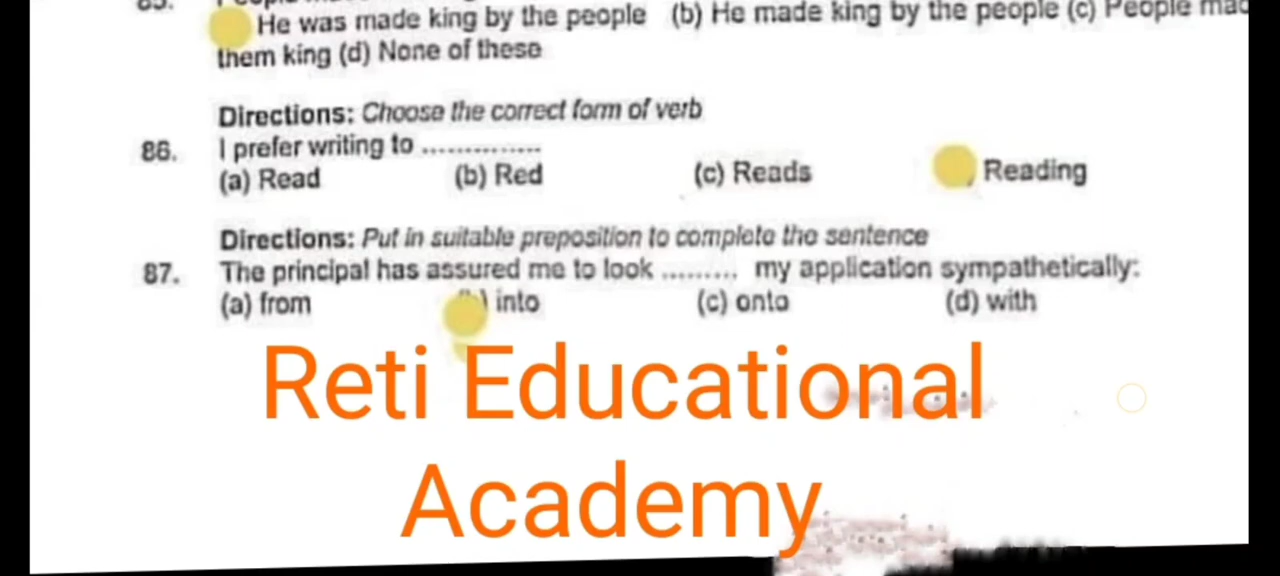 85.
He was made king by the people (b) He made king by the people (c) People mad
them king (d) None of these
Directions: Choose the correct form of verb
86. I prefer writing to ...............
(a) Read (b) Red (c) Reads Reading
Directions: Put in suitable preposition to complete the sentence
87. The principal has assured me to look ......... my application sympathetically:
(a) from into (c) onto (d) with
Reti Educational
Academy